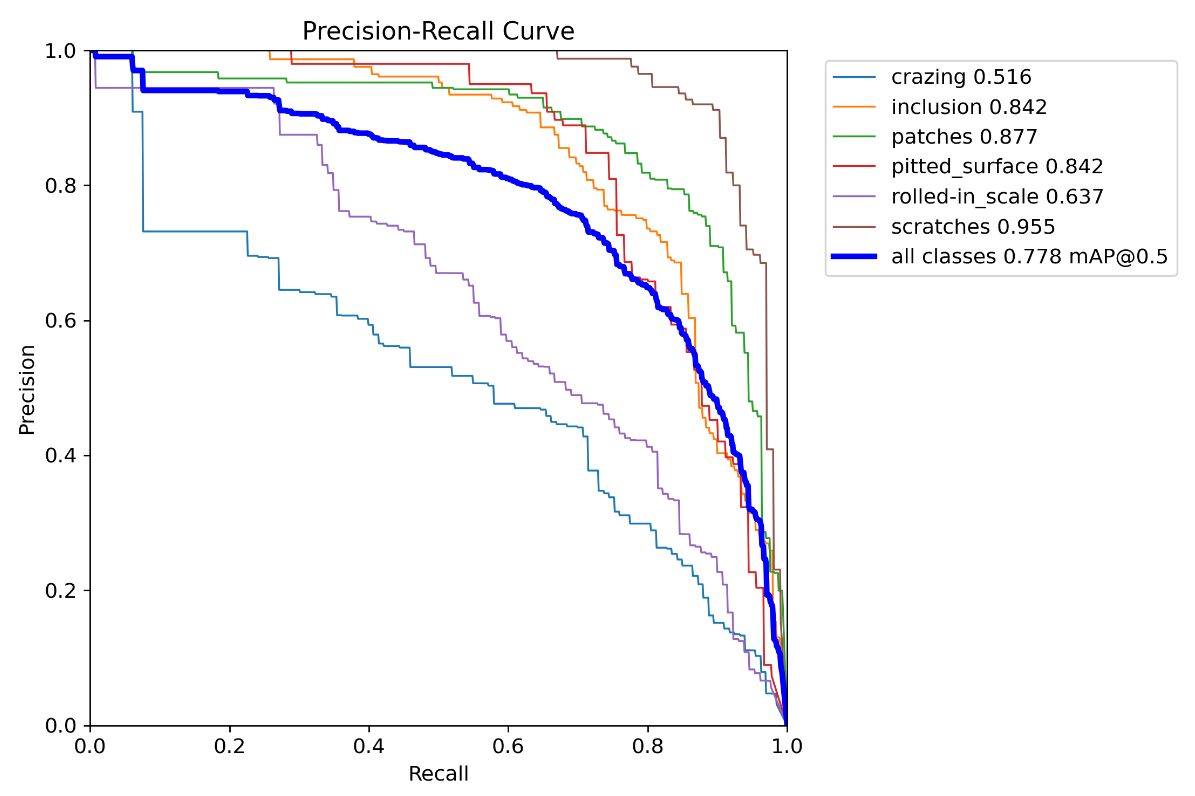 Precision-Recall Curve
1.0
0.8
0.6
0.4
0.2
0.0
Precision
0.0 0.2 0.4 0.6 0.8 1.0
Recall
crazing 0.516
inclusion 0.842
patches 0.877
pitted_surface 0.842
rolled-in_scale 0.637
scratches 0.955
all classes 0.778 mAP@0.5